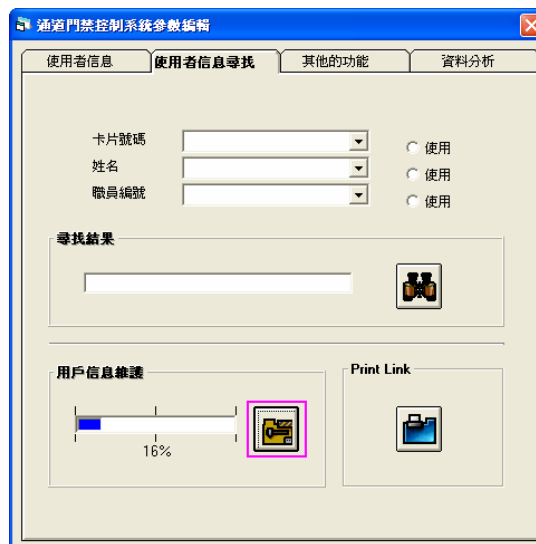 通道門禁控制系統參數編輯
使用者信息 使用者信息尋找 其他的功能 資料分析
卡片號碼 使用
姓名 使用
職員編號 使用
尋找結果
用戶信息維護 Print Link
16%